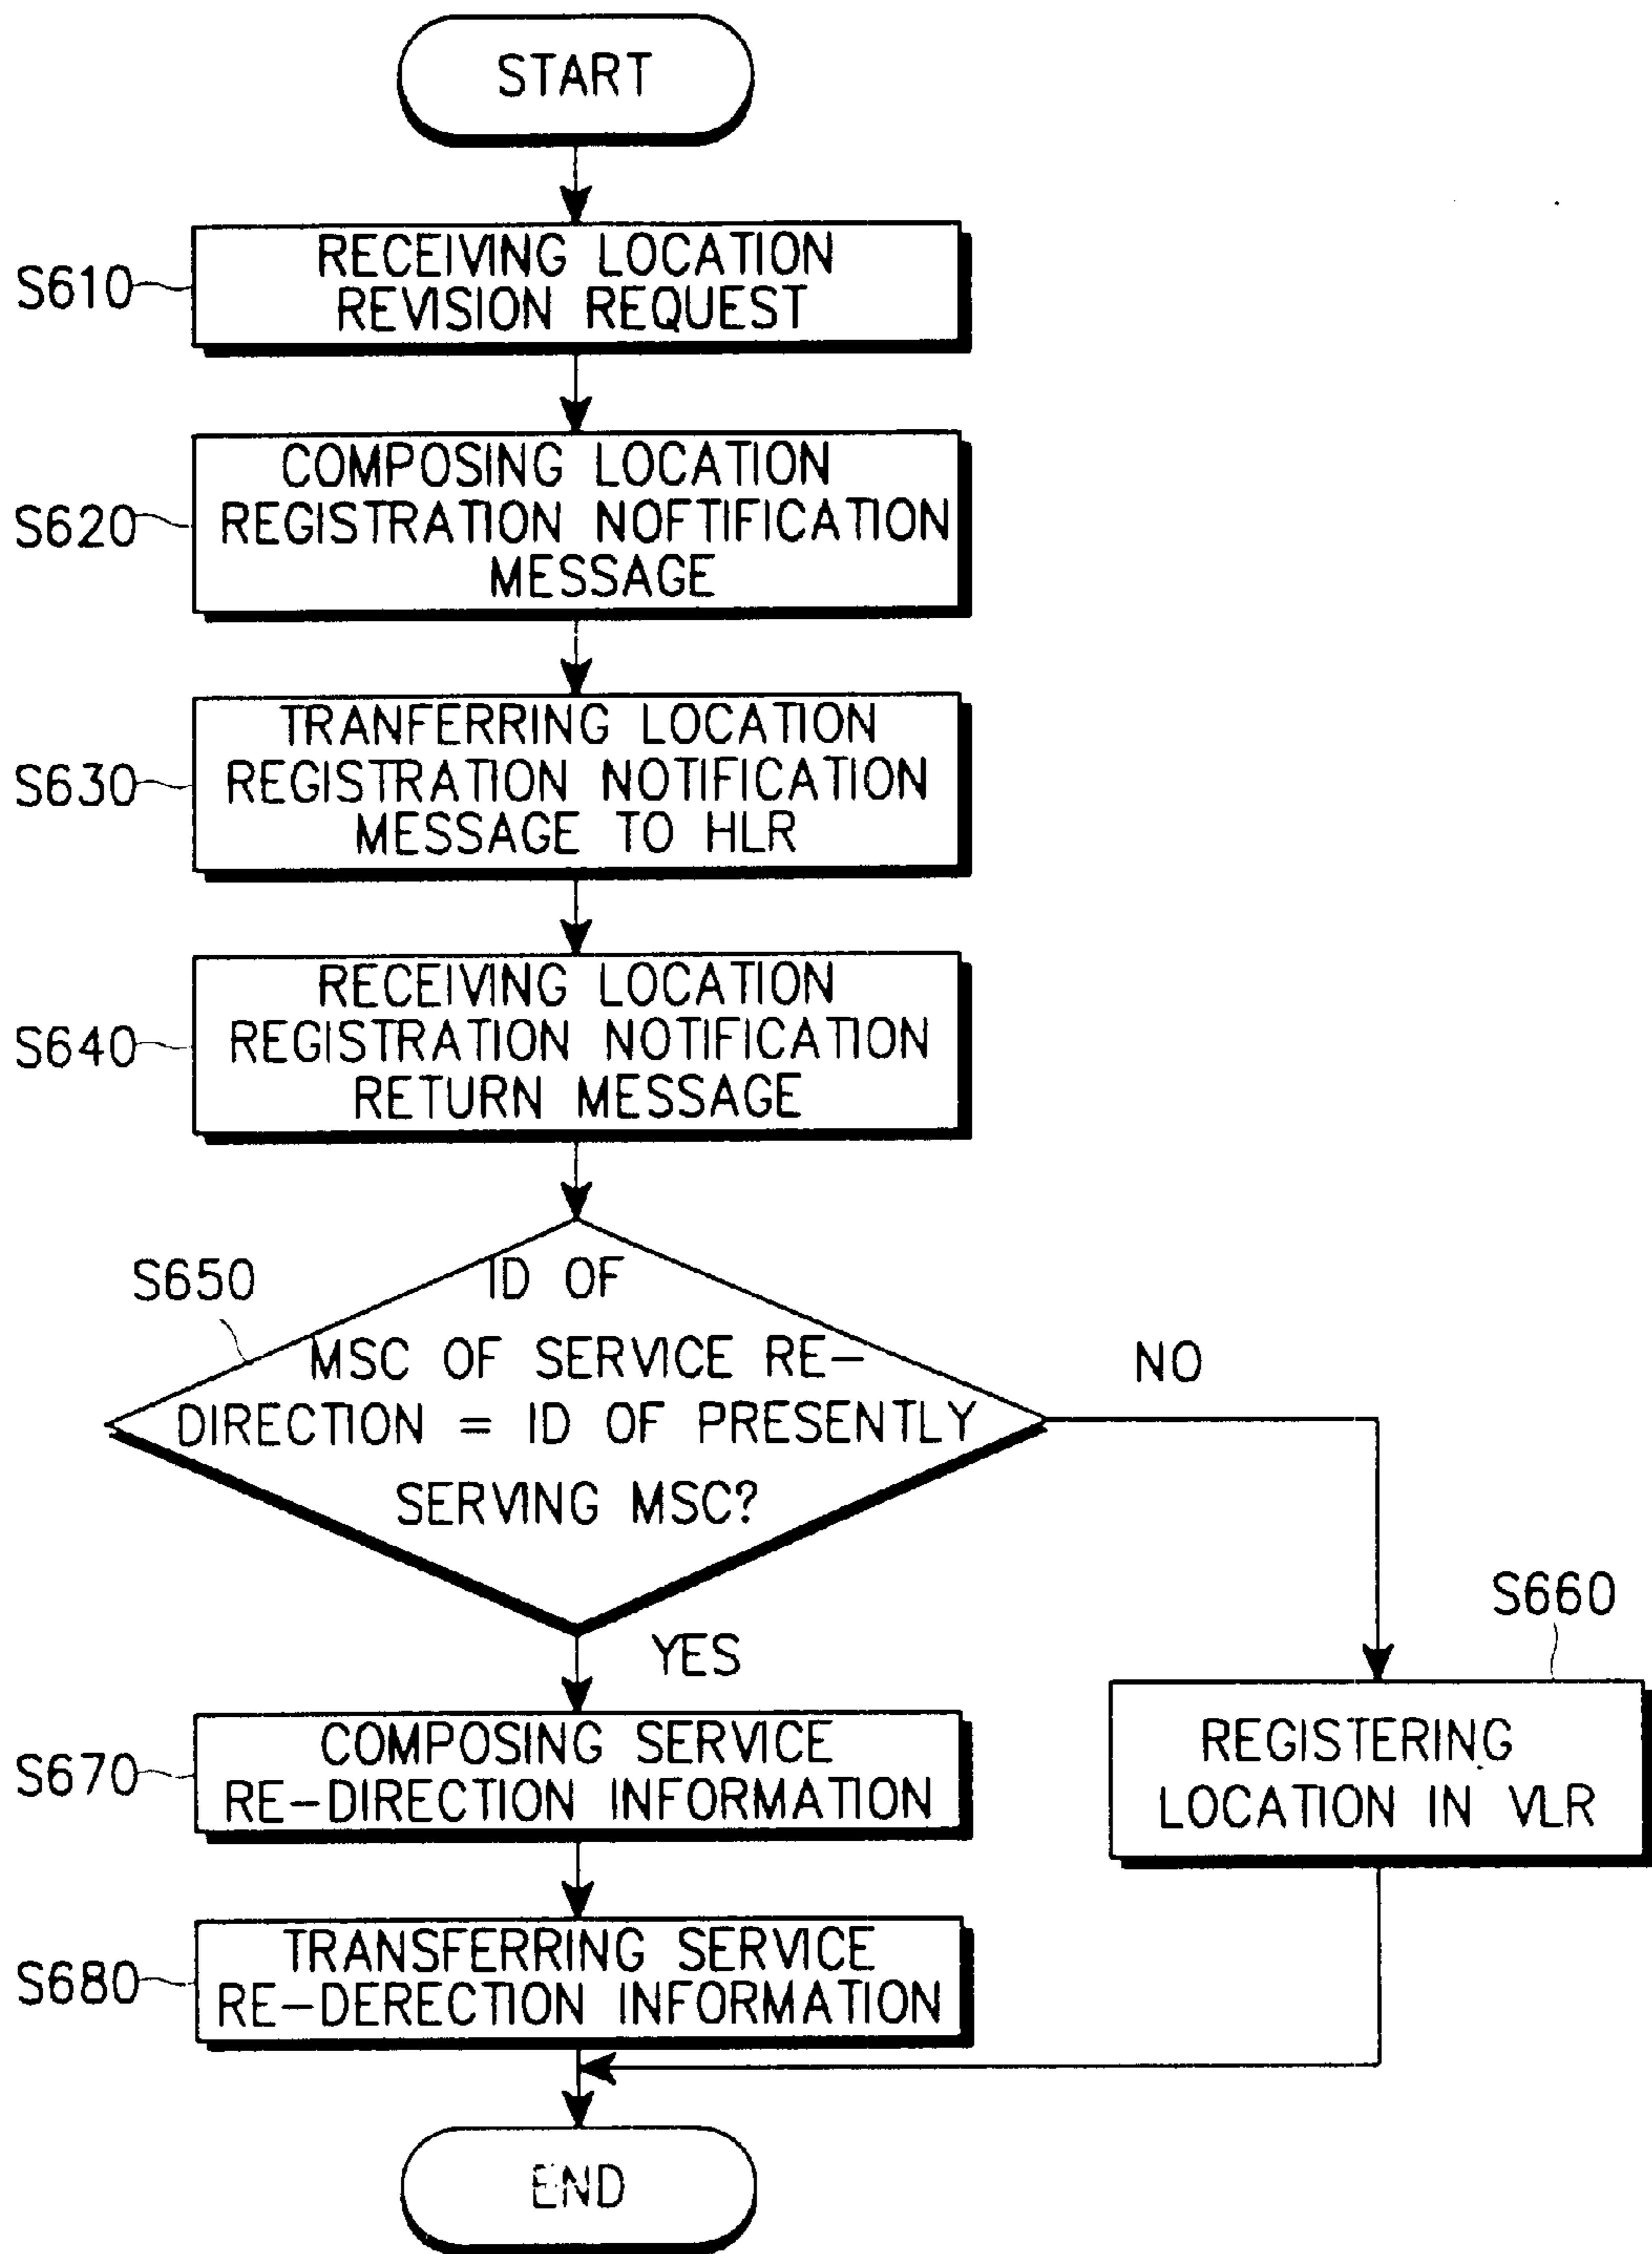 START
S610
RECEIVING LOCATION
REVISION REQUEST
S620
COMPOSING LOCATION
REGISTRATION NOFTIFICATION
MESSAGE
S630
TRANFERRING LOCATION
REGISTRATION NOTIFICATION
MESSAGE TO HLR
S640
RECEIVING LOCATION
REGISTRATION NOTIFICATION
RETURN MESSAGE
S650
ID OF
MSC OF SERVICE RE-
DIRECTION = ID OF PRESENTLY
SERVING MSC?
NO
YES
S660
REGISTERING
LOCATION IN VLR
S670
COMPOSING SERVICE
RE-DIRECTION INFORMATION
S680
TRANSFERRING SERVICE
RE-DERECTION INFORMATION
END